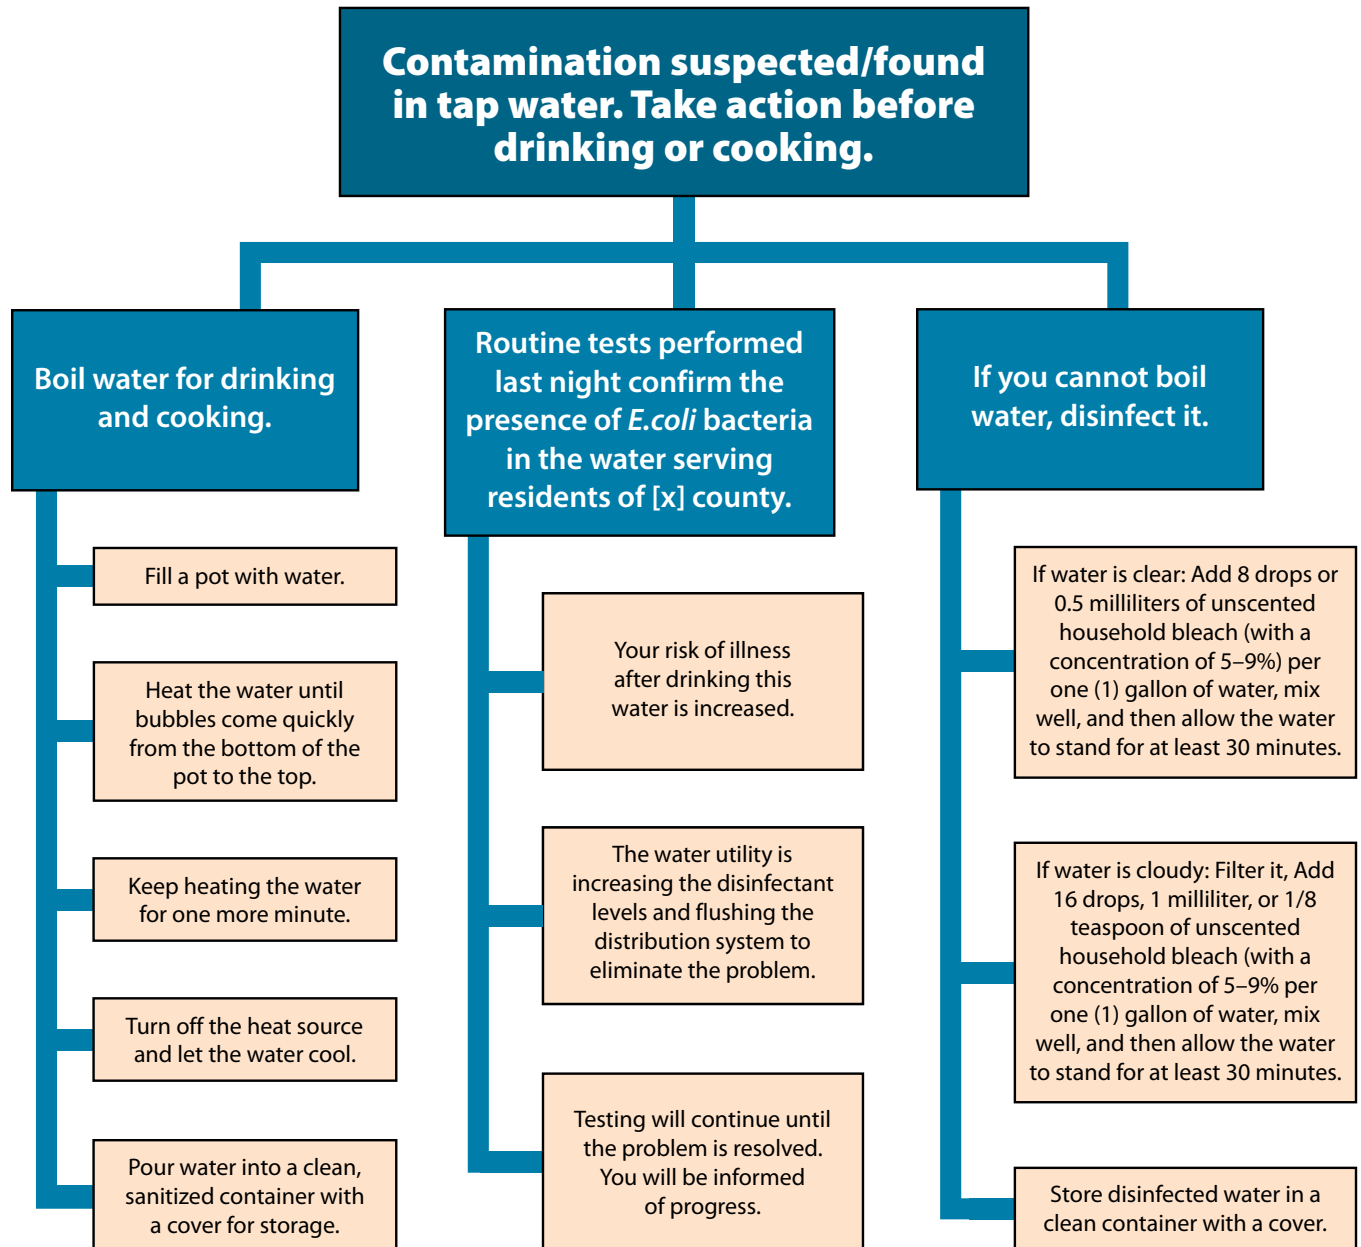 Contamination suspected/found
in tap water. Take action before
drinking or cooking.
Boil water for drinking
and cooking.
Fill a pot with water.
Heat the water until
bubbles come quickly
from the bottom of the
pot to the top.
Keep heating the water
for one more minute.
Turn off the heat source
and let the water cool.
Pour water into a clean,
sanitized container with
a cover for storage.
Routine tests performed
last night confirm the
presence of E.coli bacteria
in the water serving
residents of [x] county.
Your risk of illness
after drinking this
water is increased.
The water utility is
increasing the disinfectant
levels and flushing the
distribution system to
eliminate the problem.
Testing will continue until
the problem is resolved.
You will be informed
of progress.
If you cannot boil
water, disinfect it.
If water is clear: Add 8 drops or
0.5 milliliters of unscented
household bleach (with a
concentration of 5–9%) per
one (1) gallon of water, mix
well, and then allow the water
to stand for at least 30 minutes.
If water is cloudy: Filter it, Add
16 drops, 1 milliliter, or 1/8
teaspoon of unscented
household bleach (with a
concentration of 5–9% per
one (1) gallon of water, mix
well, and then allow the water
to stand for at least 30 minutes.
Store disinfected water in a
clean container with a cover.